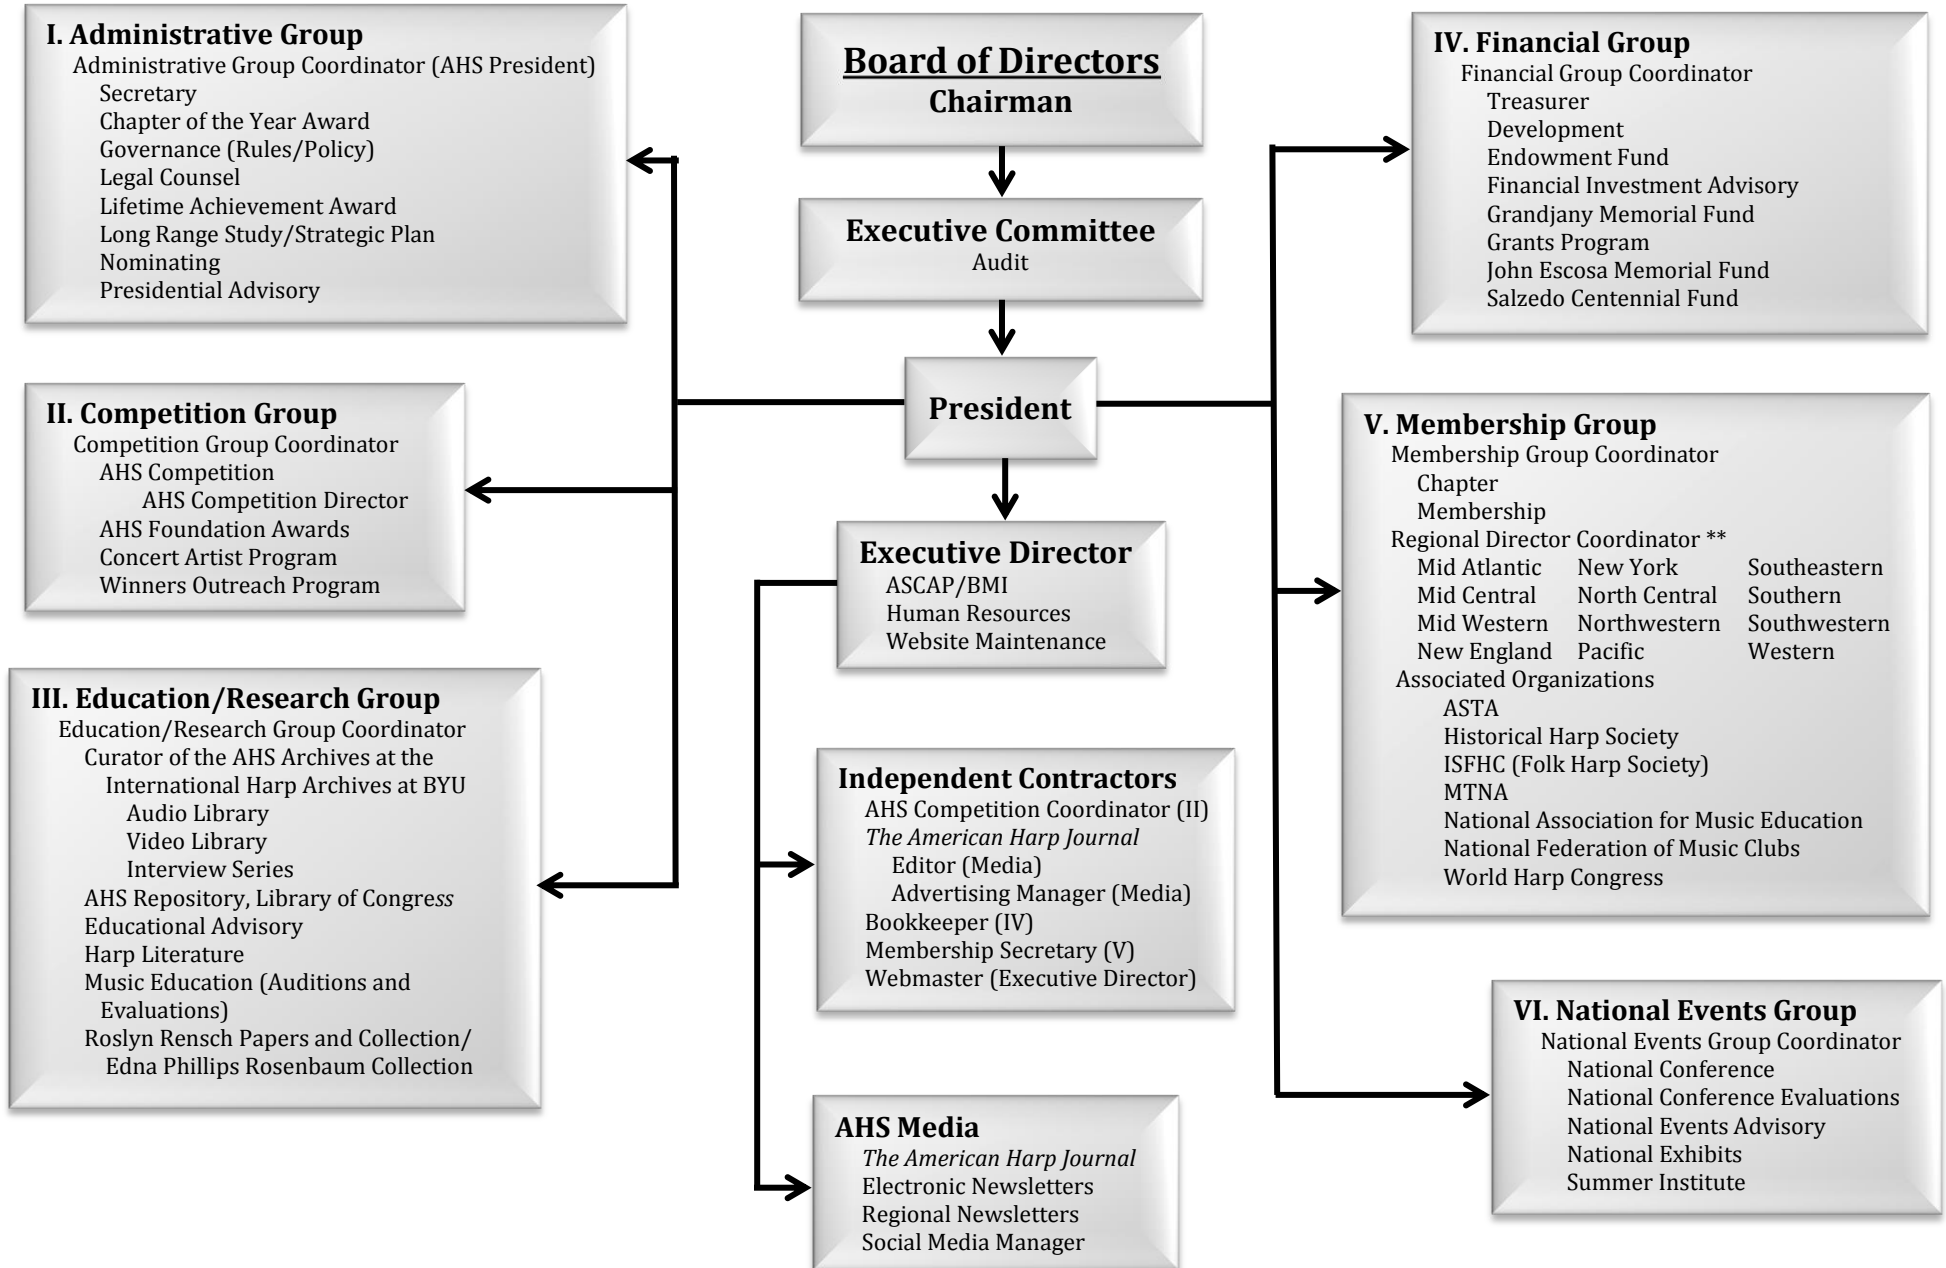 I. Administrative Group
Administrative Group Coordinator (AHS President)
Secretary
Chapter of the Year Award
Governance (Rules/Policy)
Legal Counsel
Lifetime Achievement Award
Long Range Study/Strategic Plan
Nominating
Presidential Advisory
II. Competition Group
Competition Group Coordinator
AHS Competition
AHS Competition Director
AHS Foundation Awards
Concert Artist Program
Winners Outreach Program
III. Education/Research Group
Education/Research Group Coordinator
Curator of the AHS Archives at the
International Harp Archives at BYU
Audio Library
Video Library
Interview Series
AHS Repository, Library of Congress
Educational Advisory
Harp Literature
Music Education (Auditions and
Evaluations)
Roslyn Rensch Papers and Collection/
Edna Phillips Rosenbaum Collection
Board of Directors
Chairman
Executive Committee
Audit
President
Executive Director
ASCAP/BMI
Human Resources
Website Maintenance
Independent Contractors
AHS Competition Coordinator (II)
The American Harp Journal
Editor (Media)
Advertising Manager (Media)
Bookkeeper (IV)
Membership Secretary (V)
Webmaster (Executive Director)
AHS Media
The American Harp Journal
Electronic Newsletters
Regional Newsletters
Social Media Manager
IV. Financial Group
Financial Group Coordinator
Treasurer
Development
Endowment Fund
Financial Investment Advisory
Grandjany Memorial Fund
Grants Program
John Escosa Memorial Fund
Salzedo Centennial Fund
V. Membership Group
Membership Group Coordinator
Chapter
Membership
Regional Director Coordinator **
Mid Atlantic New York Southeastern
Mid Central North Central Southern
Mid Western Northwestern Southwestern
New England Pacific Western
Associated Organizations
ASTA
Historical Harp Society
ISFHC (Folk Harp Society)
MTNA
National Association for Music Education
National Federation of Music Clubs
World Harp Congress
VI. National Events Group
National Events Group Coordinator
National Conference
National Conference Evaluations
National Events Advisory
National Exhibits
Summer Institute